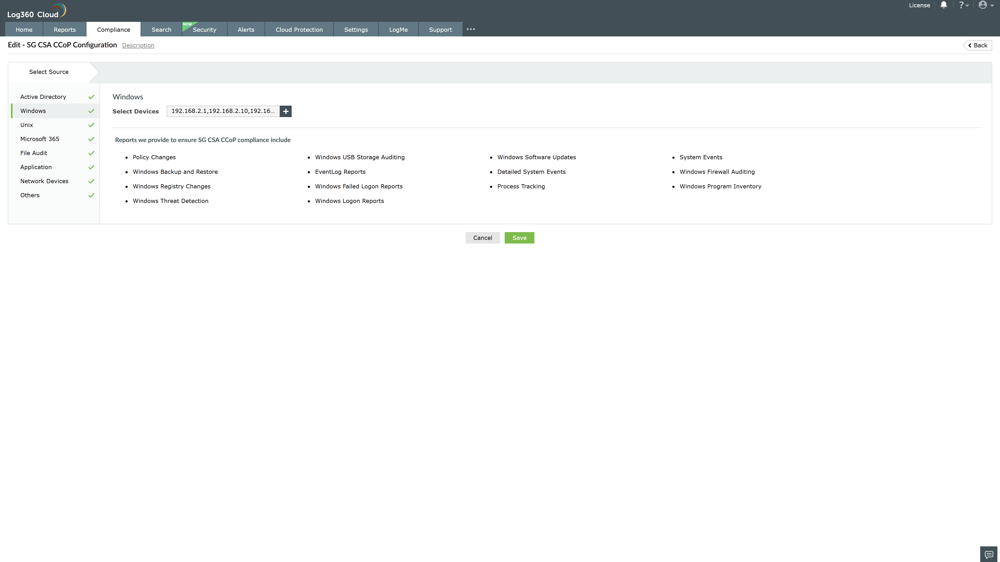 Log360 Cloud
License
?
Home
Reports
Compliance
Search
NEW
Security
Alerts
Cloud Protection
Settings
LogMe
Support
Edit - SG CSA CCoP Configuration
Description
Back
Select Source
Active Directory
Windows
Unix
Microsoft 365
File Audit
Application
Network Devices
Others
Windows
Select Devices
192.168.2.1,192.168.2.10,192.16...
Reports we provide to ensure SG CSA CCoP compliance include
Policy Changes
Windows USB Storage Auditing
Windows Software Updates
System Events
Windows Backup and Restore
EventLog Reports
Detailed System Events
Windows Firewall Auditing
Windows Registry Changes
Windows Failed Logon Reports
Process Tracking
Windows Program Inventory
Windows Threat Detection
Windows Logon Reports
Cancel
Save